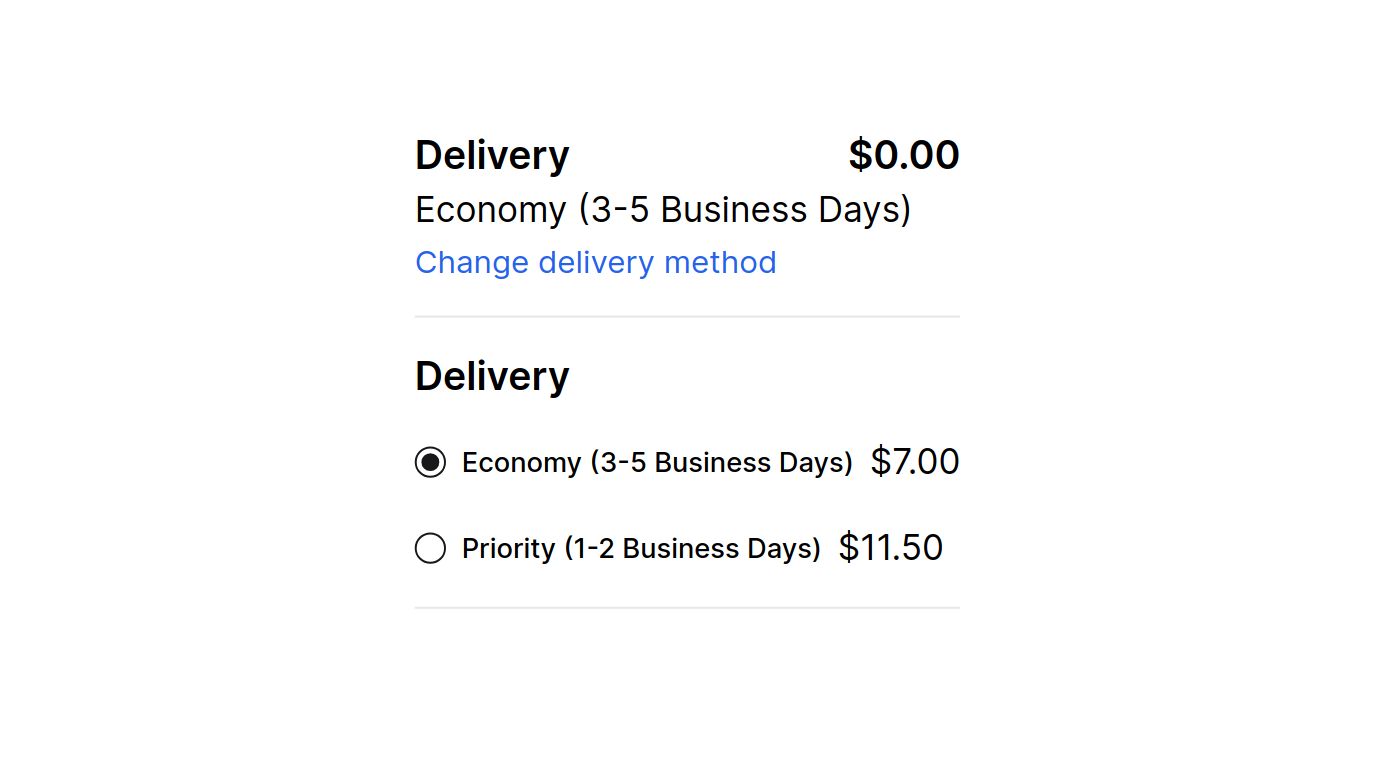 Delivery $0.00
Economy (3-5 Business Days)
Change delivery method
Delivery
Economy (3-5 Business Days) $7.00
Priority (1-2 Business Days) $11.50